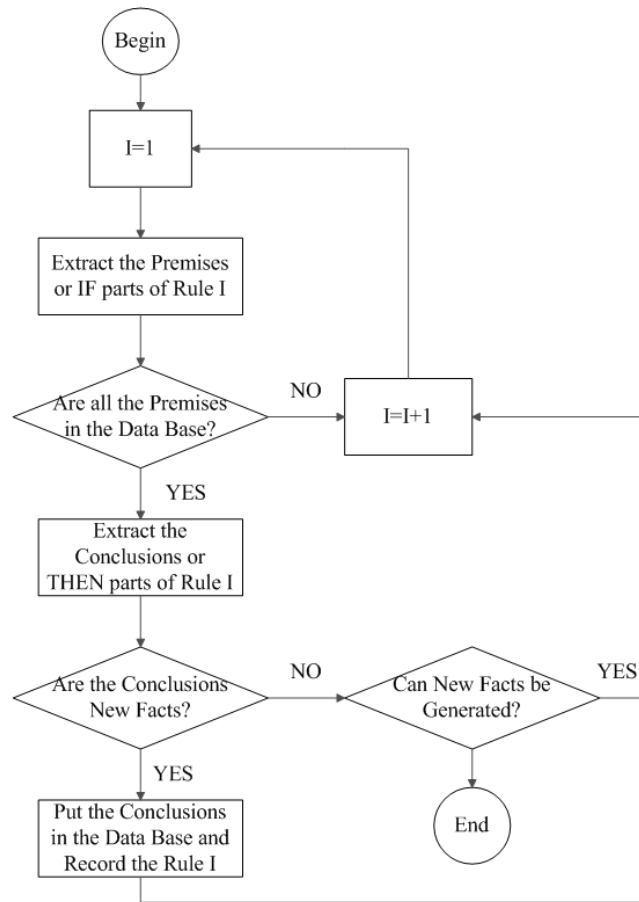 Begin
I=1
Extract the Premises
or IF parts of Rule I
Are all the Premises
in the Data Base?
NO
I=I+1
YES
Extract the
Conclusions or
THEN parts of Rule I
Are the Conclusions
New Facts?
NO
Can New Facts be
Generated?
YES
YES
Put the Conclusions
in the Data Base and
Record the Rule I
End